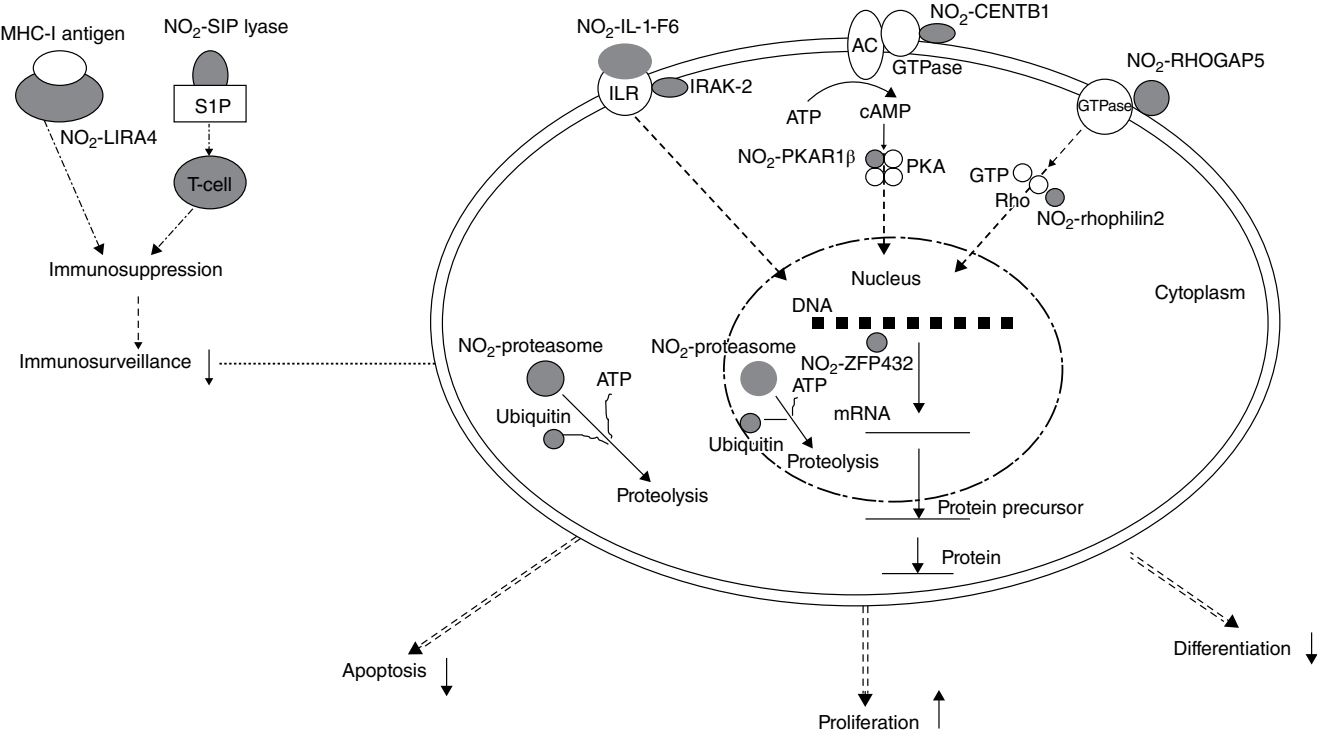 MHC-I antigen
NO₂-SIP lyase
S1P
NO₂-LIRA4
T-cell
Immunosuppression
Immunosurveillance
NO₂-IL-1-F6
ILR
IRAK-2
AC
NO₂-CENTB1
GTPase
ATP
cAMP
NO₂-PKAR1β
PKA
NO₂-RHOGAP5
GTPase
GTP
Rho
NO₂-rhophilin2
Nucleus
Cytoplasm
DNA
NO₂-ZFP432
mRNA
NO₂-proteasome
ATP
Ubiquitin
Proteolysis
NO₂-proteasome
ATP
Ubiquitin
Proteolysis
Protein precursor
Protein
Apoptosis
Proliferation
Differentiation